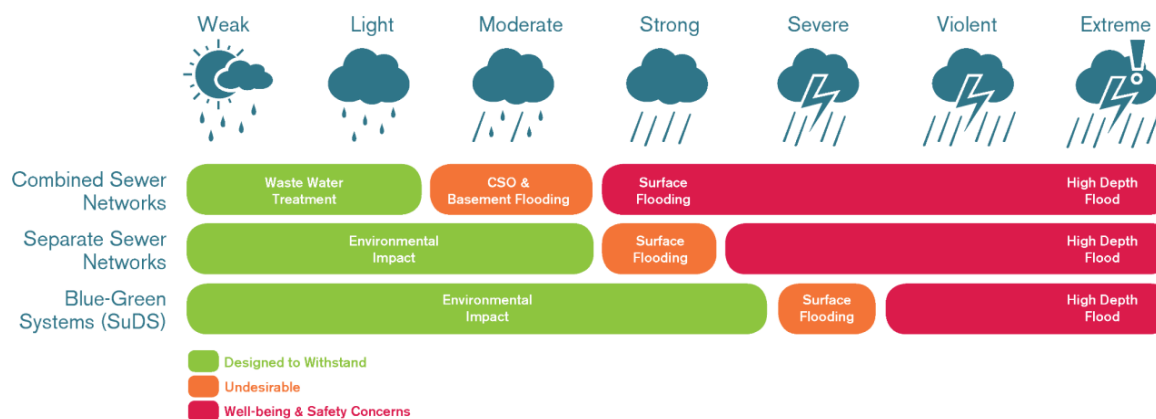 Weak Light Moderate Strong Severe Violent Extreme
Combined Sewer
Networks
Waste Water
Treatment
CSO &
Basement Flooding
Surface
Flooding
High Depth
Flood
Separate Sewer
Networks
Environmental
Impact
Surface
Flooding
High Depth
Flood
Blue-Green
Systems (SuDS)
Environmental
Impact
Surface
Flooding
High Depth
Flood
Designed to Withstand
Undesirable
Well-being & Safety Concerns